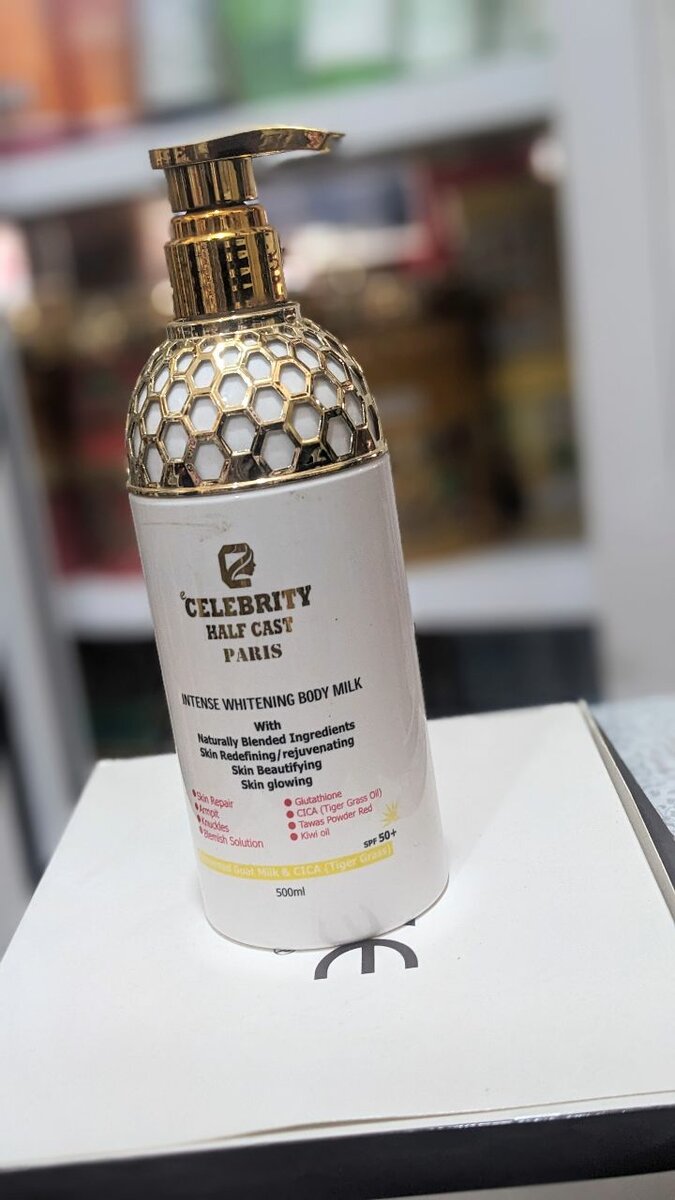 e
CELEBRITY
HALF CAST
PARIS
INTENSE WHITENING BODY MILK
With
Naturally Blended Ingredients
Skin Redefining/rejuvenating
Skin Beautifying
Skin glowing
Skin Repair
Armpit
Knuckles
Blemish Solution
Glutathione
CICA (Tiger Grass Oil)
Tawas Powder Red
Kiwi oil
SPF 50+
Goat Milk & CICA (Tiger Grass)
500ml